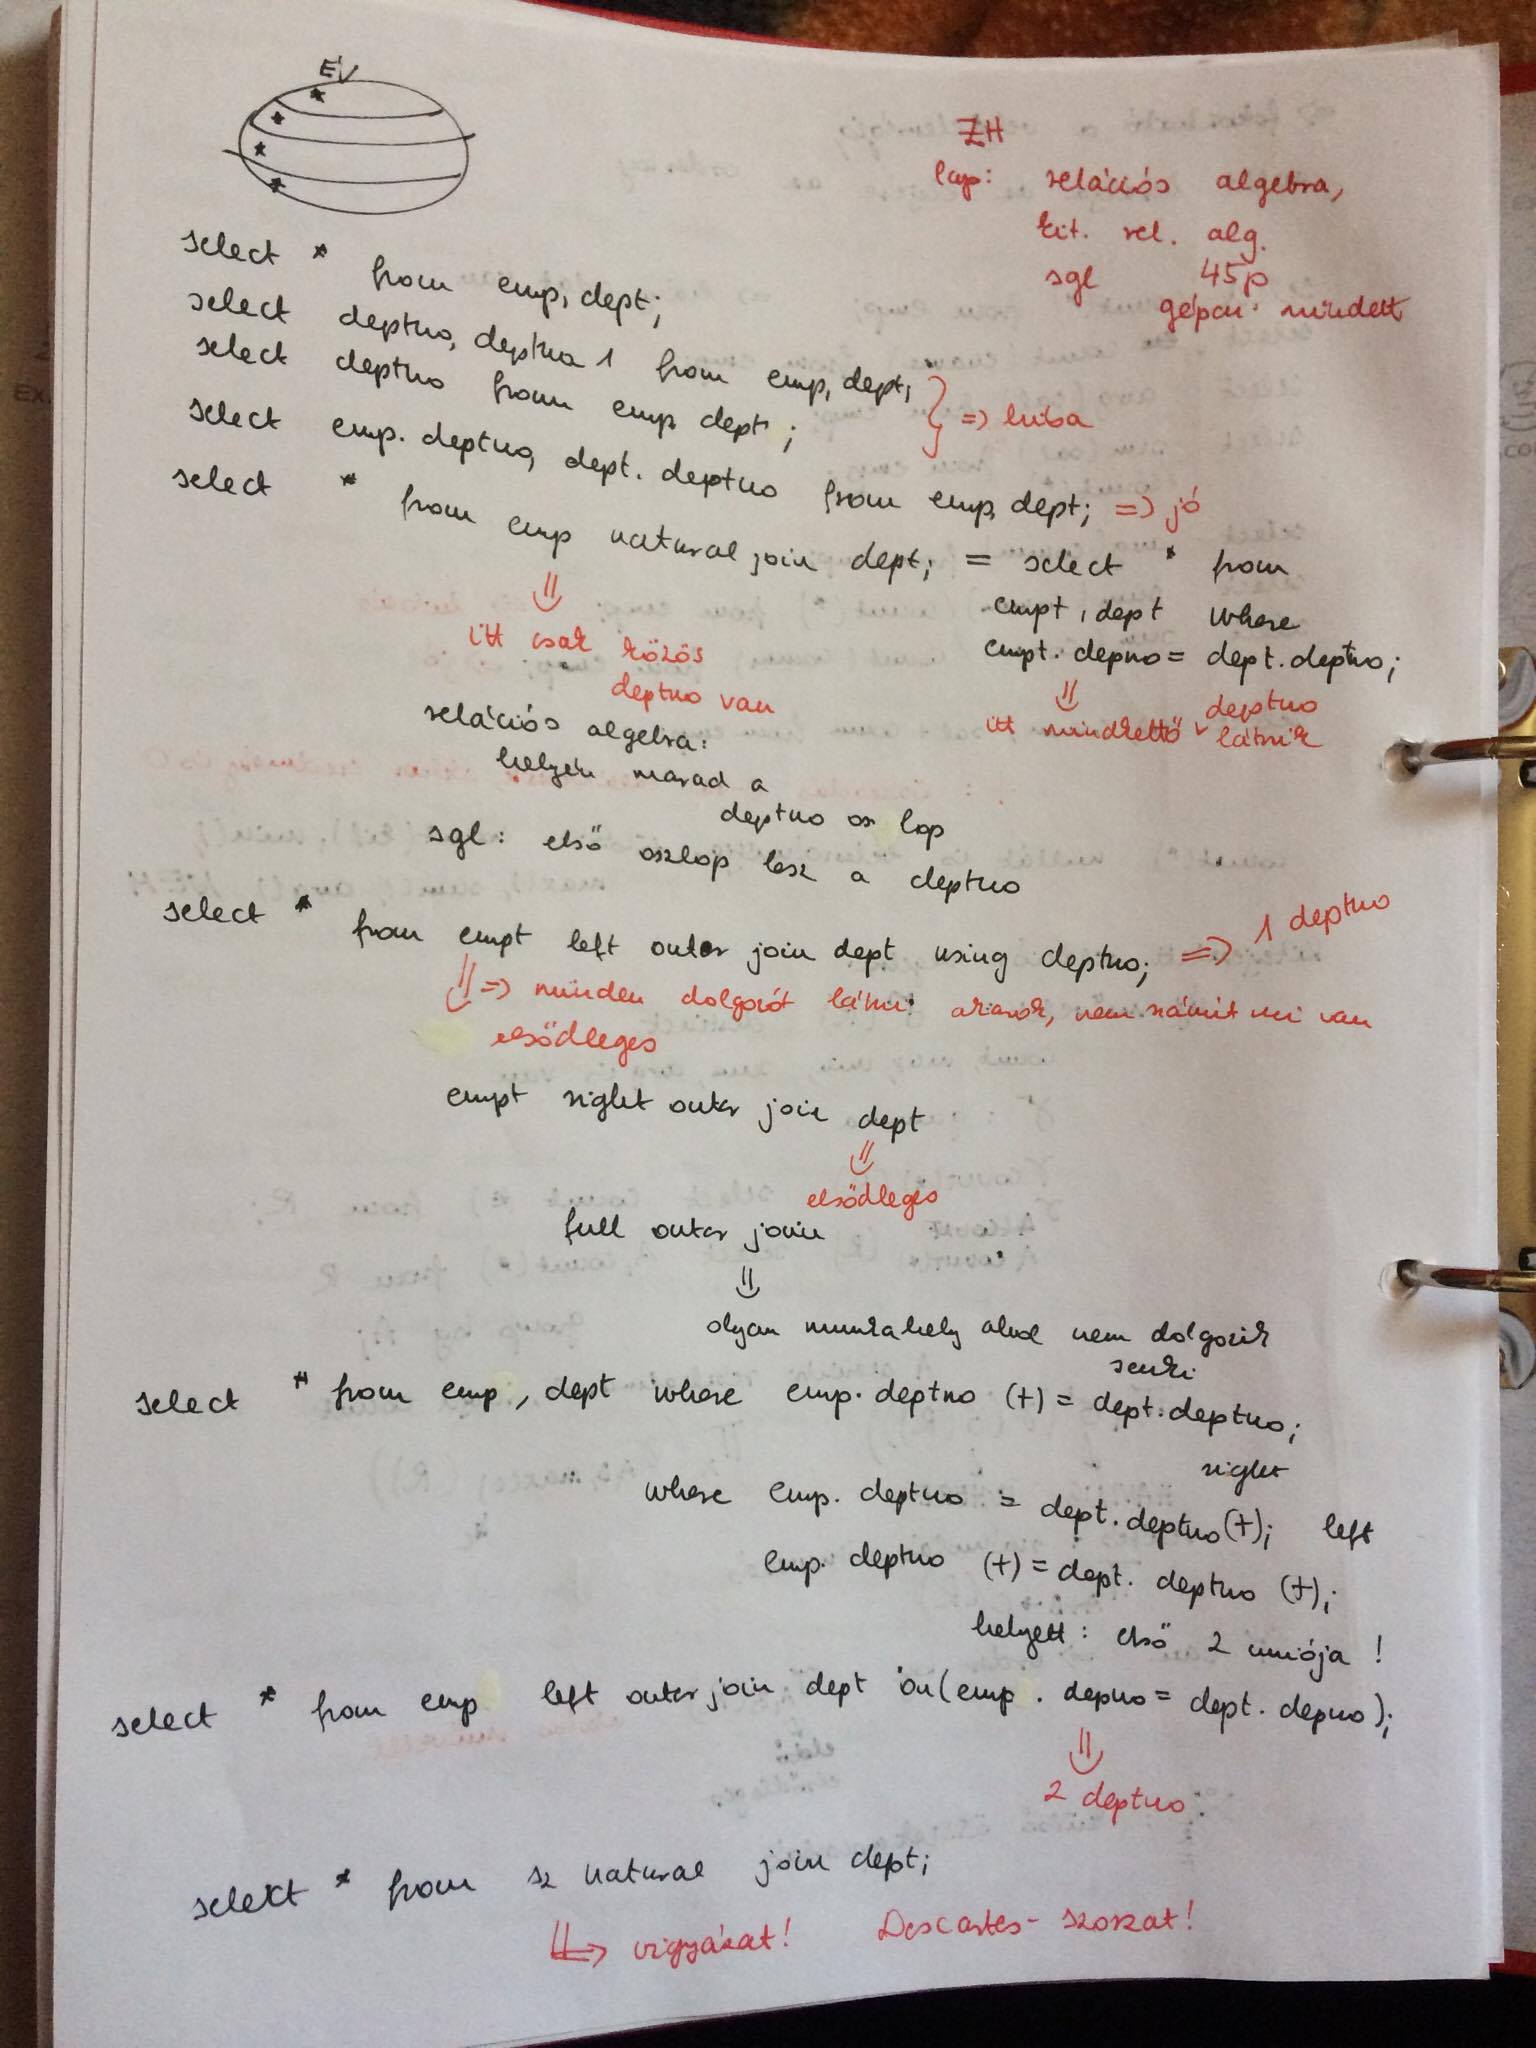 ÉV
ZH
lap: relációs algebra,
kit. rel. alg.
sql 45p
gépen mindett
select * from emp, dept;
select deptno, deptno 1 from emp, dept;
select deptno from emp, dept; => hiba
select emp.deptno, dept.deptno from emp, dept; => jó
select * from emp natural join dept; = select * from
empt, dept where
empt.depno = dept.deptno;
itt csak közös
deptno van
itt mindkettő deptno
látszik
relációs algebra:
helyén marad a
deptno oszlop
sql: első oszlop lesz a deptno
select * from empt left outer join dept using deptno; => 1 deptno
=> minden dolgozót látni akarok, nem számít mi van
elsődleges
empt right outer join dept
elsődleges
full outer join
olyan munkahely ahol nem dolgozik
senki
select * from emp, dept where emp.deptno (+) = dept.deptno;
right
where emp.deptno = dept.deptno(+); left
emp.deptno (+) = dept.deptno (+);
helyett: első 2 uniója!
select * from emp left outer join dept on(emp.depno = dept.depno);
2 deptno
select * from sz natural join dept;
=> vigyázat! Descartes-szorzat!